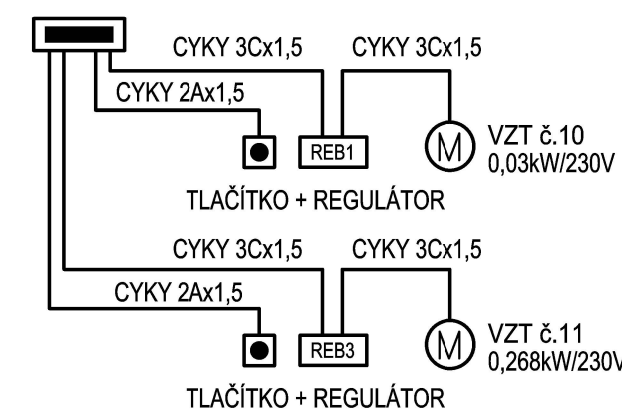 CYKY 3Cx1,5 CYKY 3Cx1,5
CYKY 2Ax1,5
REB1
M
VZT č.10
0,03kW/230V
TLAČÍTKO + REGULÁTOR
CYKY 3Cx1,5 CYKY 3Cx1,5
CYKY 2Ax1,5
REB3
M
VZT č.11
0,268kW/230V
TLAČÍTKO + REGULÁTOR